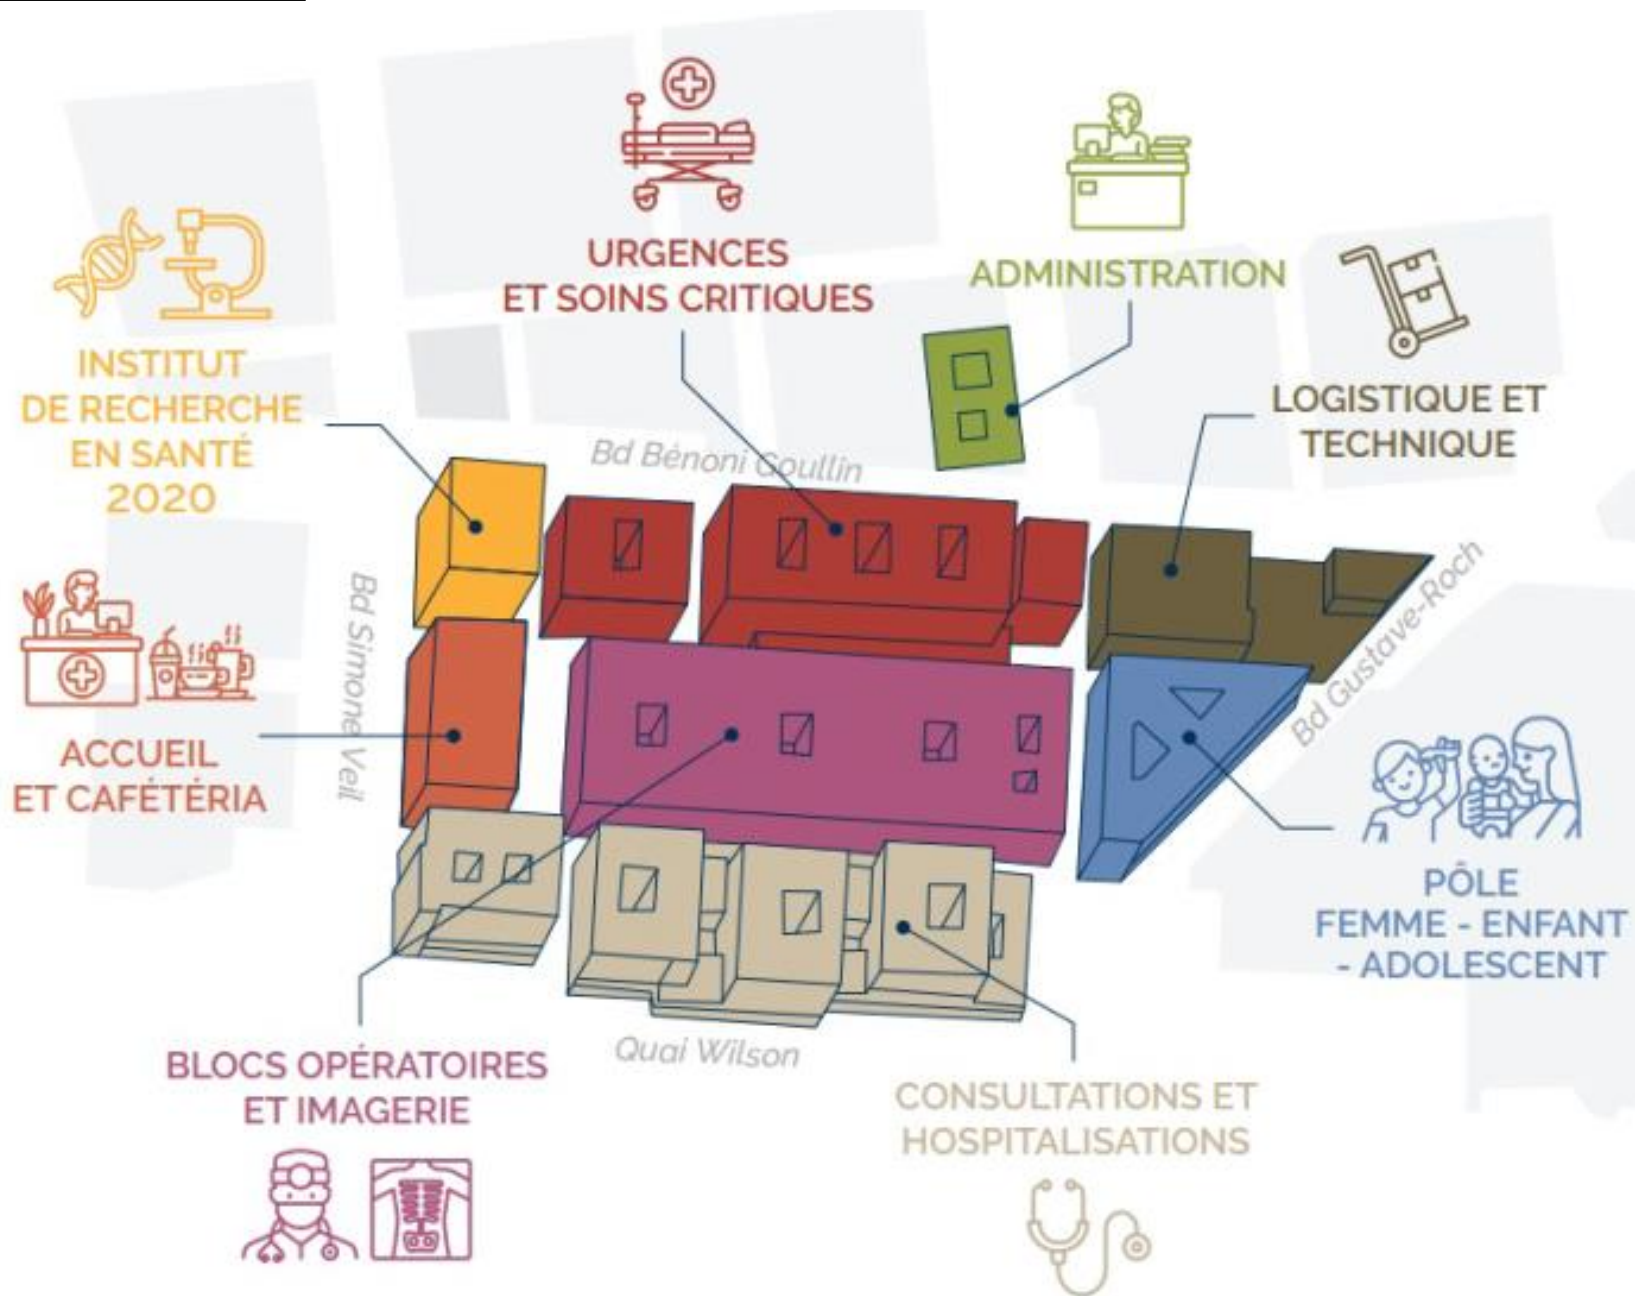 URGENCES
ET SOINS CRITIQUES
ADMINISTRATION
INSTITUT
DE RECHERCHE
EN SANTÉ
2020
LOGISTIQUE ET
TECHNIQUE
Bd Bénoni Goullin
Bd Simone Veil
Bd Gustave-Roch
ACCUEIL
ET CAFÉTÉRIA
PÔLE
FEMME - ENFANT
- ADOLESCENT
Quai Wilson
BLOCS OPÉRATOIRES
ET IMAGERIE
CONSULTATIONS ET
HOSPITALISATIONS